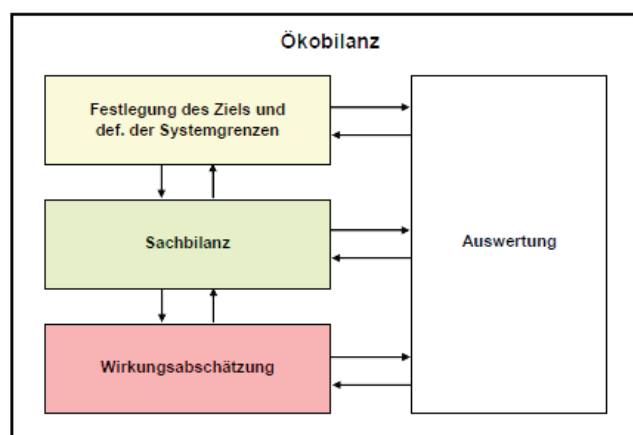 Ökobilanz
Festlegung des Ziels und
def. der Systemgrenzen
Sachbilanz
Auswertung
Wirkungsabschätzung